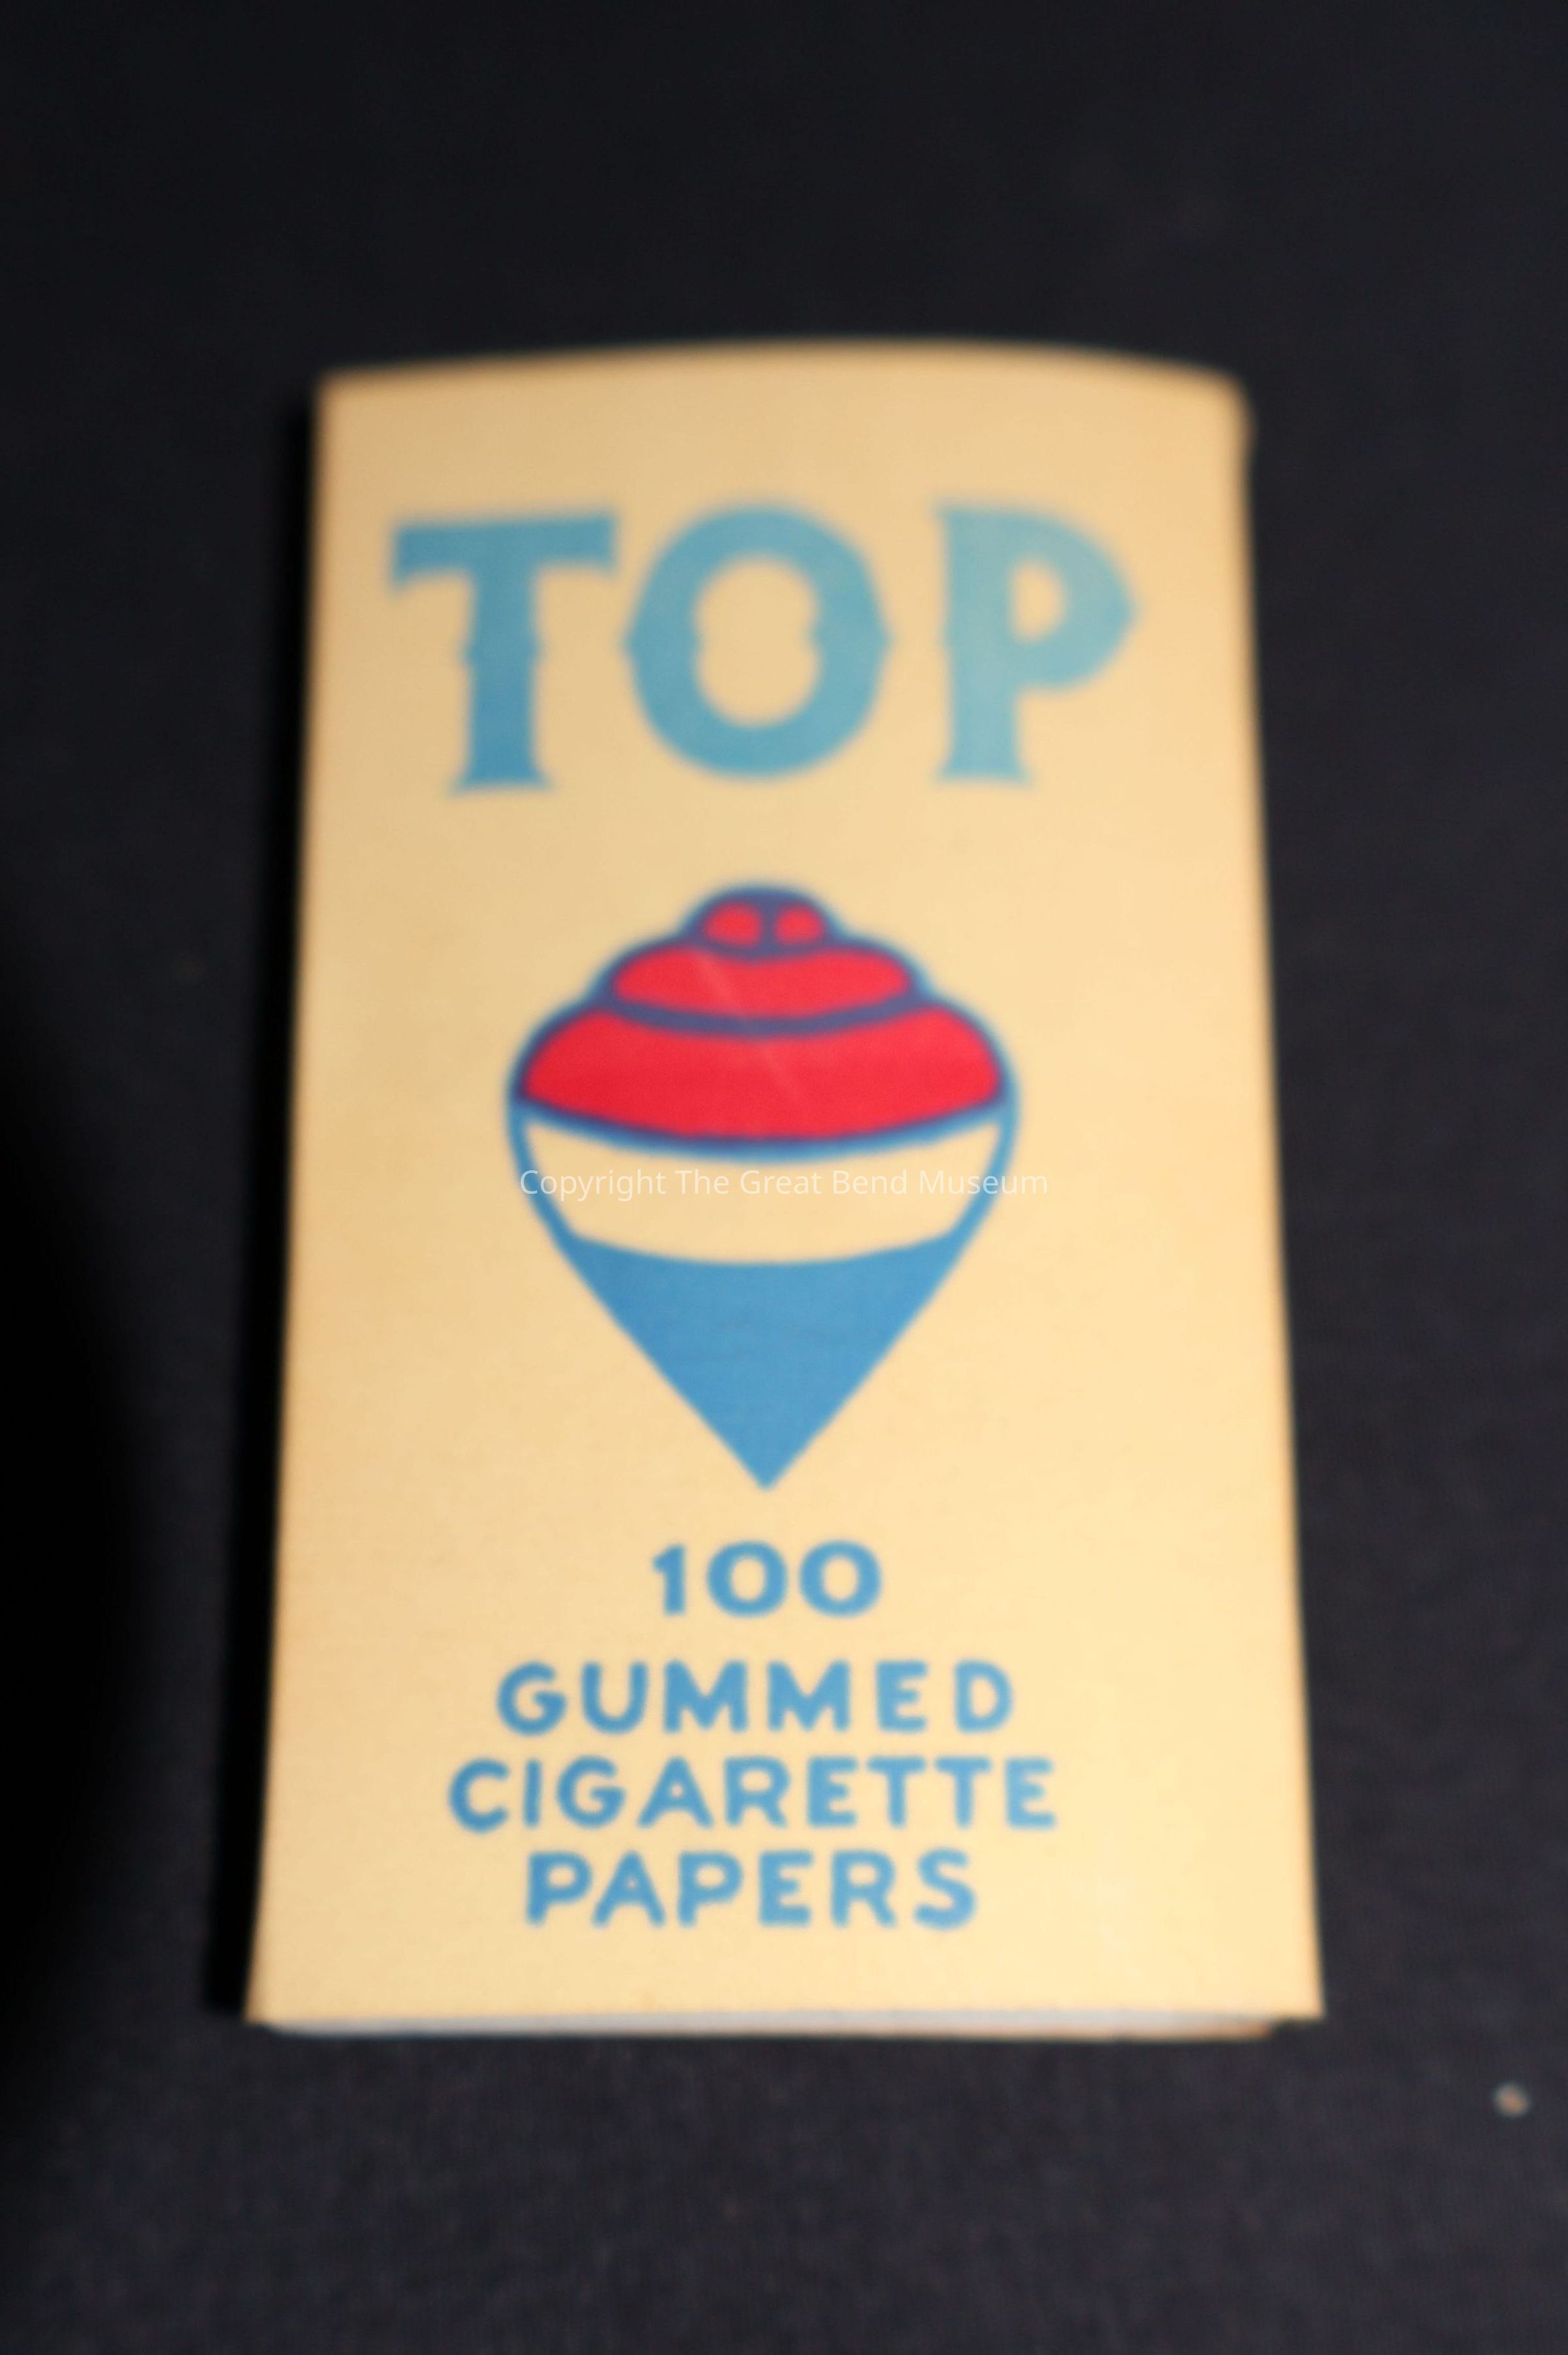 TOP
Copyright The Great Bend Museum
100
GUMMED
CIGARETTE
PAPERS